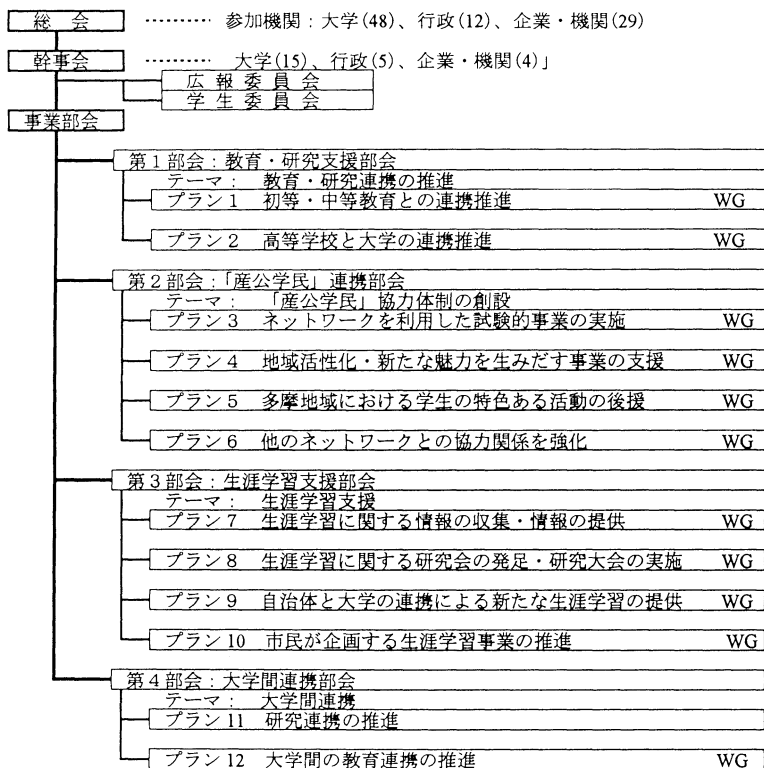 総　会 ……… 参加機関：大学(48)、行政(12)、企業・機関(29)
幹事会 ……… 大学(15)、行政(5)、企業・機関(4)」
広 報 委 員 会
学 生 委 員 会
事業部会
第１部会：教育・研究支援部会
テーマ：　教育・研究連携の推進
プラン１　初等・中等教育との連携推進　WG
プラン２　高等学校と大学の連携推進　WG
第２部会：「産公学民」連携部会
テーマ：　「産公学民」協力体制の創設
プラン３　ネットワークを利用した試験的事業の実施　WG
プラン４　地域活性化・新たな魅力を生みだす事業の支援　WG
プラン５　多摩地域における学生の特色ある活動の後援　WG
プラン６　他のネットワークとの協力関係を強化　WG
第３部会：生涯学習支援部会
テーマ：　生涯学習支援
プラン７　生涯学習に関する情報の収集・情報の提供　WG
プラン８　生涯学習に関する研究会の発足・研究大会の実施　WG
プラン９　自治体と大学の連携による新たな生涯学習の提供　WG
プラン10　市民が企画する生涯学習事業の推進　WG
第４部会：大学間連携部会
テーマ：　大学間連携
プラン11　研究連携の推進
プラン12　大学間の教育連携の推進　WG